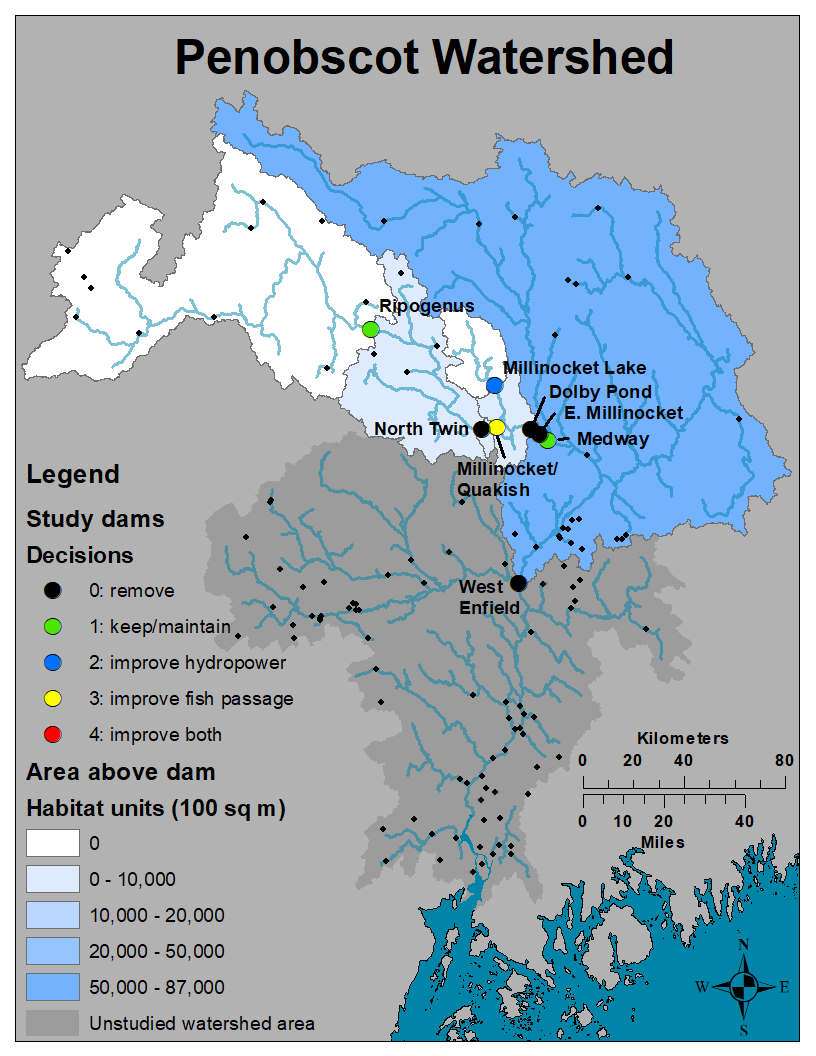 Penobscot Watershed
Ripogenus
Millinocket Lake
Dolby Pond
E. Millinocket
North Twin
Medway
Millinocket/
Quakish
West
Enfield
Legend
Study dams
Decisions
0: remove
1: keep/maintain
2: improve hydropower
3: improve fish passage
4: improve both
Area above dam
Habitat units (100 sq m)
0
0 - 10,000
10,000 - 20,000
20,000 - 50,000
50,000 - 87,000
Unstudied watershed area
Kilometers
0 20 40 80
0 10 20 40
Miles
N
W E
S